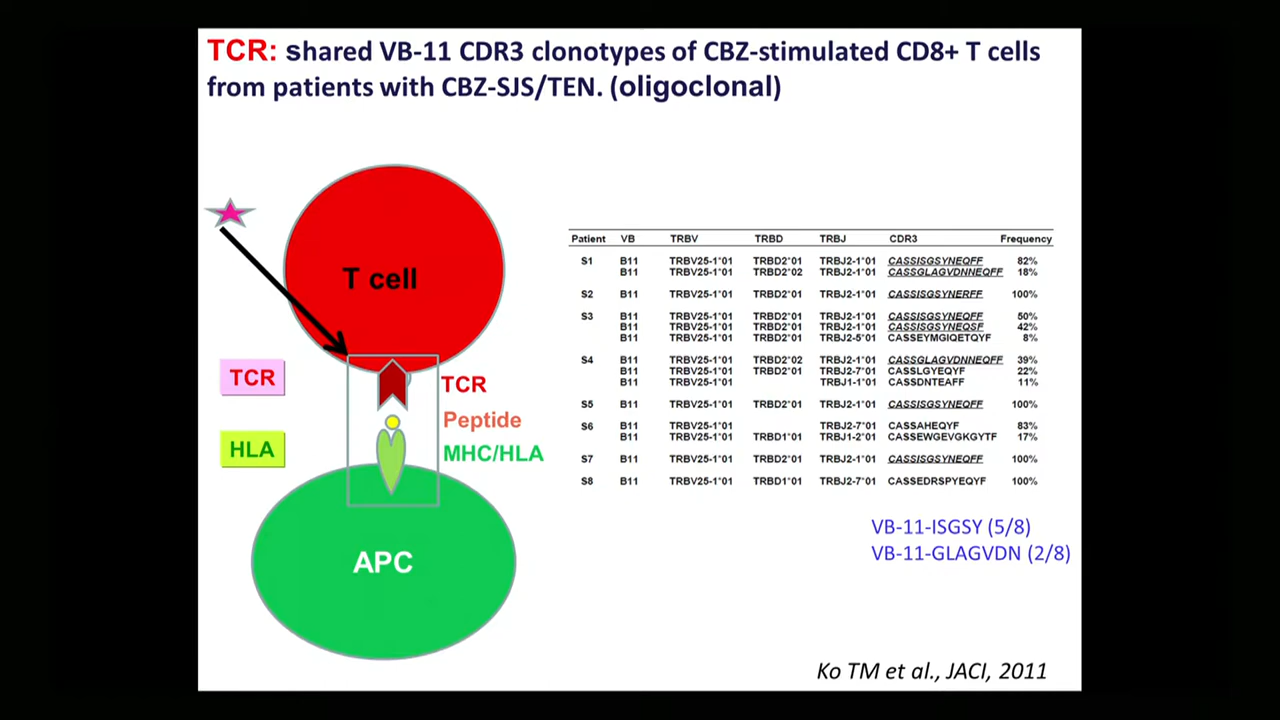 TCR: shared VB-11 CDR3 clonotypes of CBZ-stimulated CD8+ T cells
from patients with CBZ-SJS/TEN. (oligoclonal)
T cell
TCR
HLA
TCR
Peptide
MHC/HLA
APC
Patient VB TRBV TRBD TRBJ CDR3 Frequency
S1 B11 TRBV25-1*01 TRBD2*01 TRBJ2-1*01 CASSISGSYNEQFF 82%
B11 TRBV25-1*01 TRBD2*02 TRBJ2-1*01 CASSGLAGVDNNEQFF 18%
S2 B11 TRBV25-1*01 TRBD2*01 TRBJ2-1*01 CASSISGSYNERFF 100%
S3 B11 TRBV25-1*01 TRBD2*01 TRBJ2-1*01 CASSISGSYNEQFF 50%
B11 TRBV25-1*01 TRBD2*01 TRBJ2-1*01 CASSISGSYNEQSF 42%
B11 TRBV25-1*01 TRBD2*01 TRBJ2-5*01 CASSEYMGIQETQYF 8%
S4 B11 TRBV25-1*01 TRBD2*02 TRBJ2-1*01 CASSGLAGVDNNEQFF 39%
B11 TRBV25-1*01 TRBD2*01 TRBJ2-7*01 CASSLGYEQYF 22%
B11 TRBV25-1*01 TRBJ1-1*01 CASSDNTEAFF 11%
S5 B11 TRBV25-1*01 TRBD2*01 TRBJ2-1*01 CASSISGSYNEQFF 100%
S6 B11 TRBV25-1*01 TRBJ2-7*01 CASSAHEQYF 83%
B11 TRBV25-1*01 TRBD1*01 TRBJ1-2*01 CASSEWGEVGKGYTF 17%
S7 B11 TRBV25-1*01 TRBD2*01 TRBJ2-1*01 CASSISGSYNEQFF 100%
S8 B11 TRBV25-1*01 TRBD1*01 TRBJ2-7*01 CASSEDRSPYEQYF 100%
VB-11-ISGSY (5/8)
VB-11-GLAGVDN (2/8)
Ko TM et al., JACI, 2011